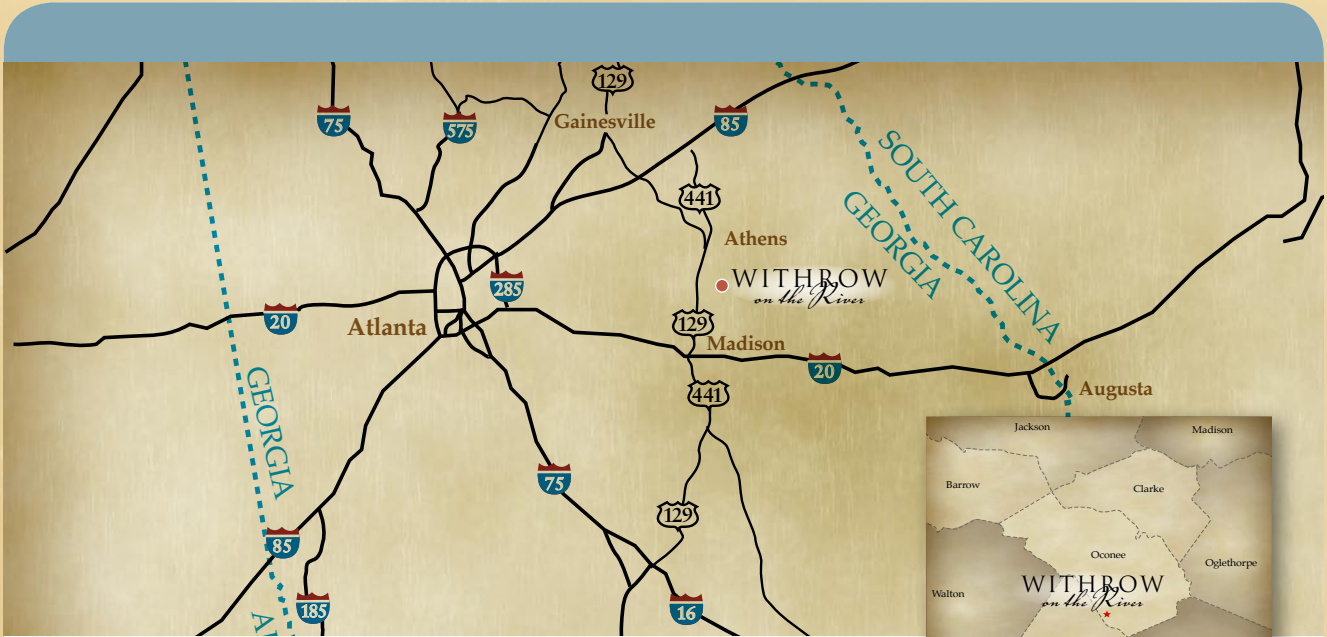 129
75
575
Gainesville
85
SOUTH CAROLINA
GEORGIA
441
Athens
WITHROW
on the River
285
20
Atlanta
129
Madison
20
441
Augusta
GEORGIA
75
129
85
185
16
Jackson
Madison
Barrow
Clarke
Oconee
Oglethorpe
Walton
WITHROW
on the River